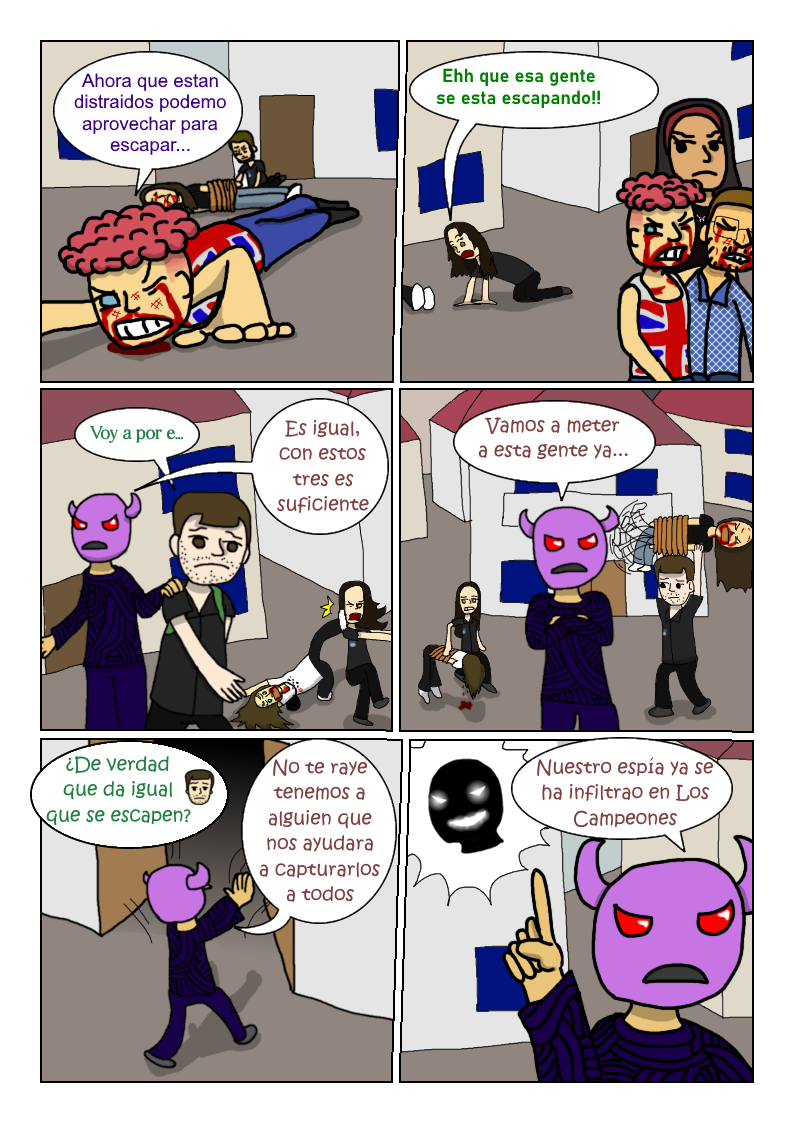 Ahora que estan
distraidos podemo
aprovechar para
escapar...
Ehh que esa gente
se esta escapando!!
Voy a por e...
Es igual,
con estos
tres es
suficiente
Vamos a meter
a esta gente ya...
¿De verdad
que da igual
que se escapen?
No te raye
tenemos a
alguien que
nos ayudara
a capturarlos
a todos
Nuestro espía ya se
ha infiltrao en Los
Campeones